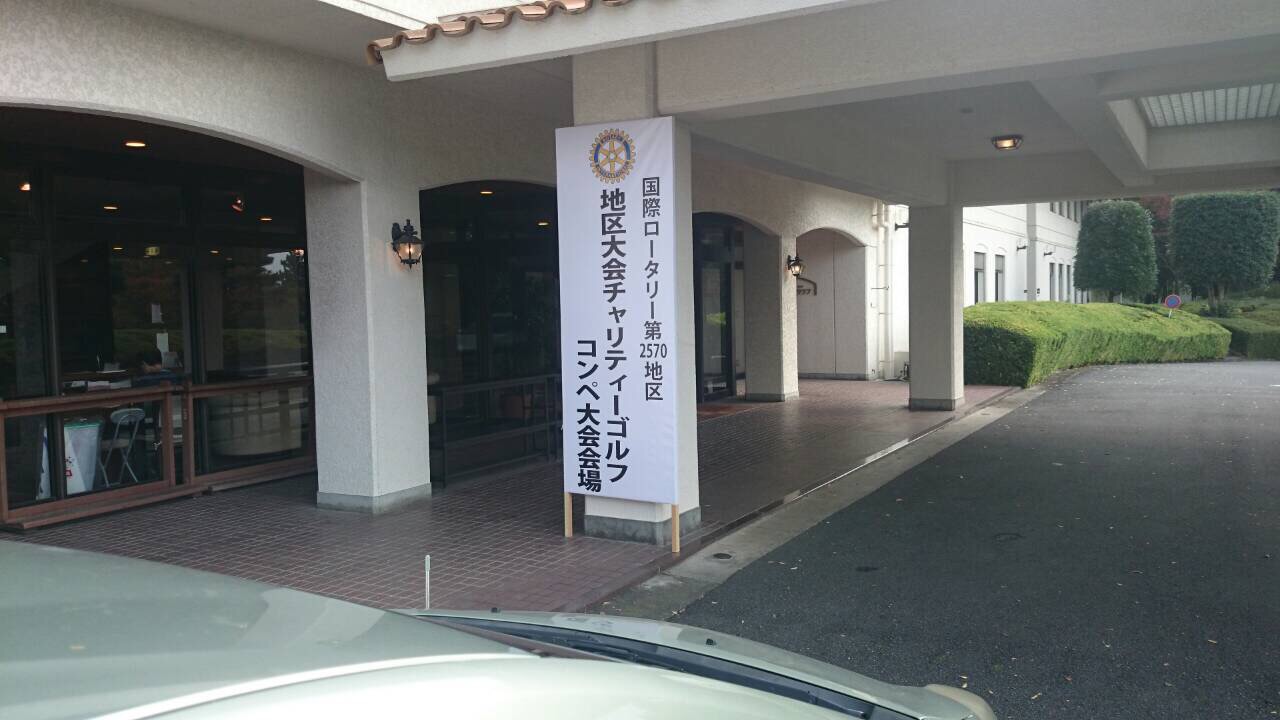 国際ロータリー第2570地区
地区大会チャリティーゴルフ
コンペ大会会場